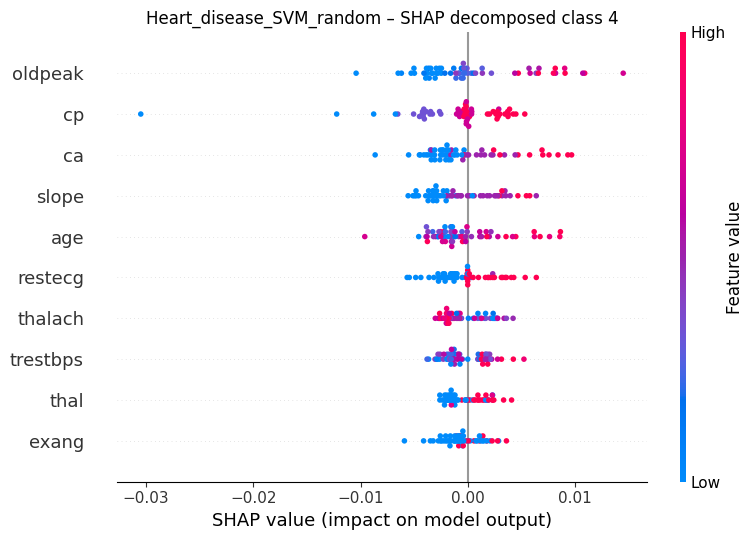 Heart_disease_SVM_random – SHAP decomposed class 4
High
oldpeak
cp
ca
slope
age
restecg
thalach
trestbps
thal
exang
Feature value
Low
−0.03 −0.02 −0.01 0.00 0.01
SHAP value (impact on model output)